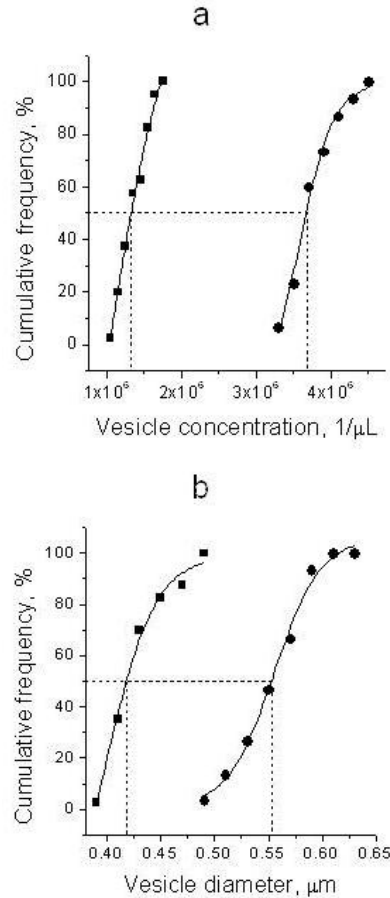 a
Cumulative frequency, %
100
80
60
40
20
0
1x10⁶ 2x10⁶ 3x10⁶ 4x10⁶
Vesicle concentration, 1/μL
b
Cumulative frequency, %
100
80
60
40
20
0
0.40 0.45 0.50 0.55 0.60 0.65
Vesicle diameter, μm